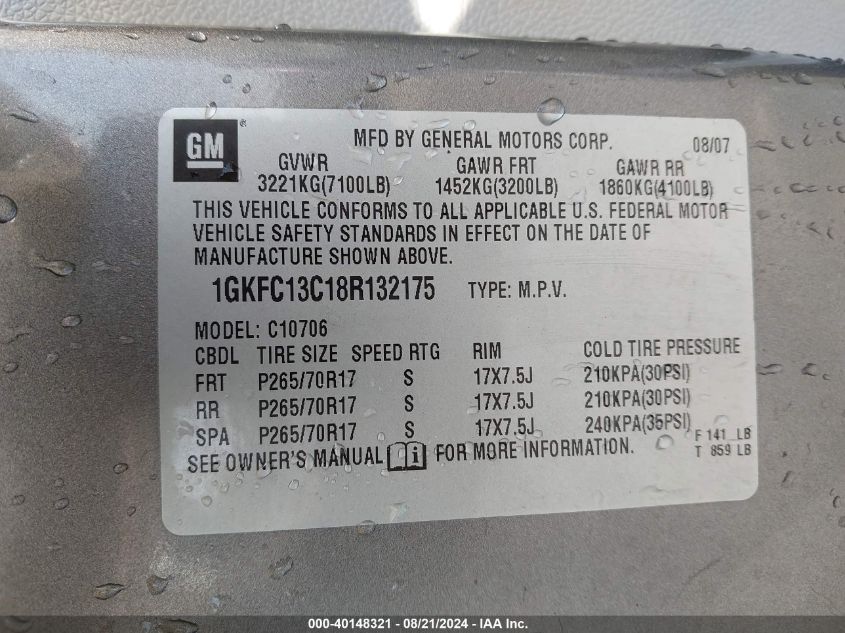 GM ® MFD BY GENERAL MOTORS CORP. 08/07
GVWR GAWR FRT GAWR RR
3221KG(7100LB) 1452KG(3200LB) 1860KG(4100LB)
THIS VEHICLE CONFORMS TO ALL APPLICABLE U.S. FEDERAL MOTOR
VEHICLE SAFETY STANDARDS IN EFFECT ON THE DATE OF
MANUFACTURE SHOWN ABOVE.
1GKFC13C18R132175 TYPE: M.P.V.
MODEL: C10706
CBDL TIRE SIZE SPEED RTG RIM COLD TIRE PRESSURE
FRT P265/70R17 S 17X7.5J 210KPA(30PSI)
RR P265/70R17 S 17X7.5J 210KPA(30PSI)
SPA P265/70R17 S 17X7.5J 240KPA(35PSI)
F 141 LB
SEE OWNER'S MANUAL i FOR MORE INFORMATION. T 859 LB
000-40148321 - 08/21/2024 - IAA Inc.